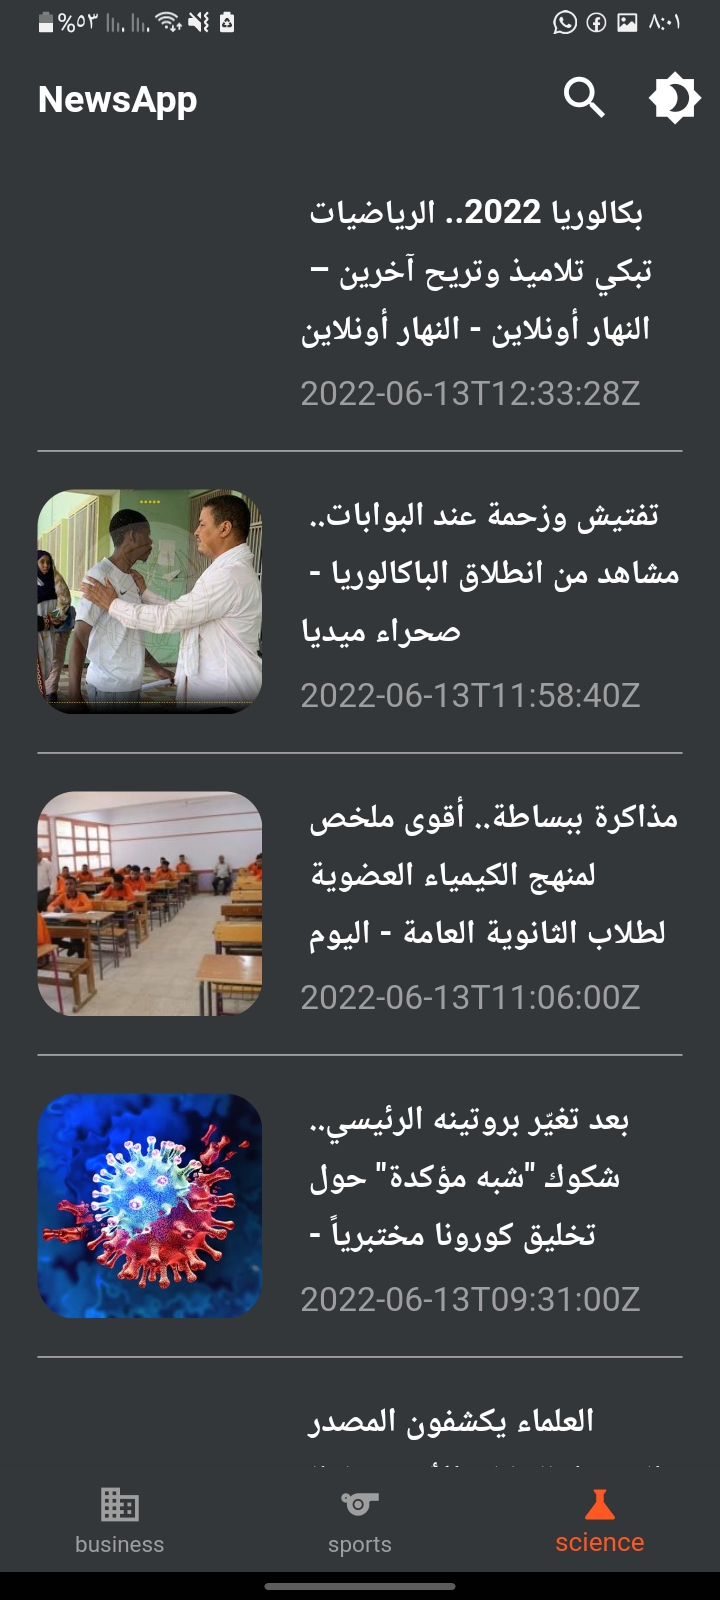 %٥٣
٨:٠١
NewsApp
بكالوريا 2022.. الرياضيات
تبكي تلاميذ وتريح آخرين –
النهار أونلاين - النهار أونلاين
2022-06-13T12:33:28Z
تفتيش وزحمة عند البوابات..
مشاهد من انطلاق الباكالوريا -
صحراء ميديا
2022-06-13T11:58:40Z
مذاكرة ببساطة.. أقوى ملخص
لمنهج الكيمياء العضوية
لطلاب الثانوية العامة - اليوم
2022-06-13T11:06:00Z
بعد تغيّر بروتينه الرئيسي..
شكوك "شبه مؤكدة" حول
تخليق كورونا مختبرياً -
2022-06-13T09:31:00Z
العلماء يكشفون المصدر
business
sports
science